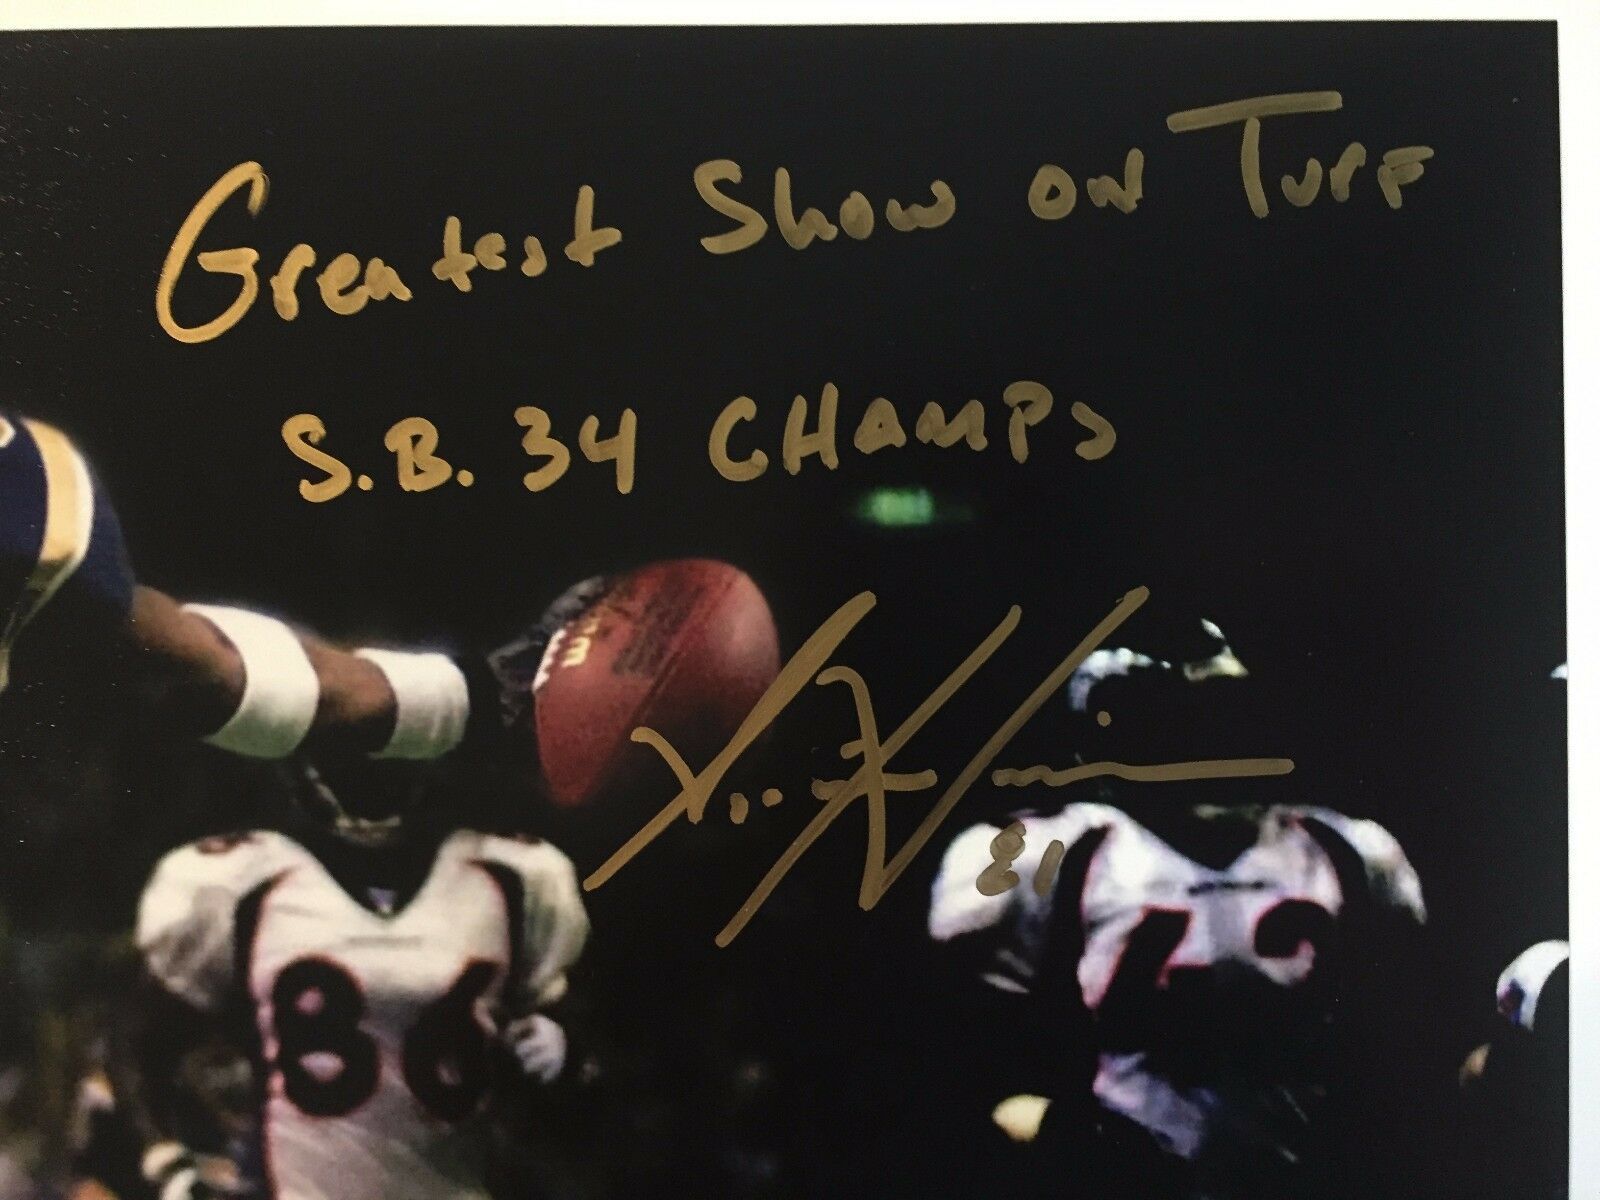 Greatest Show on Turf
S.B. 34 CHAMPS
81
86